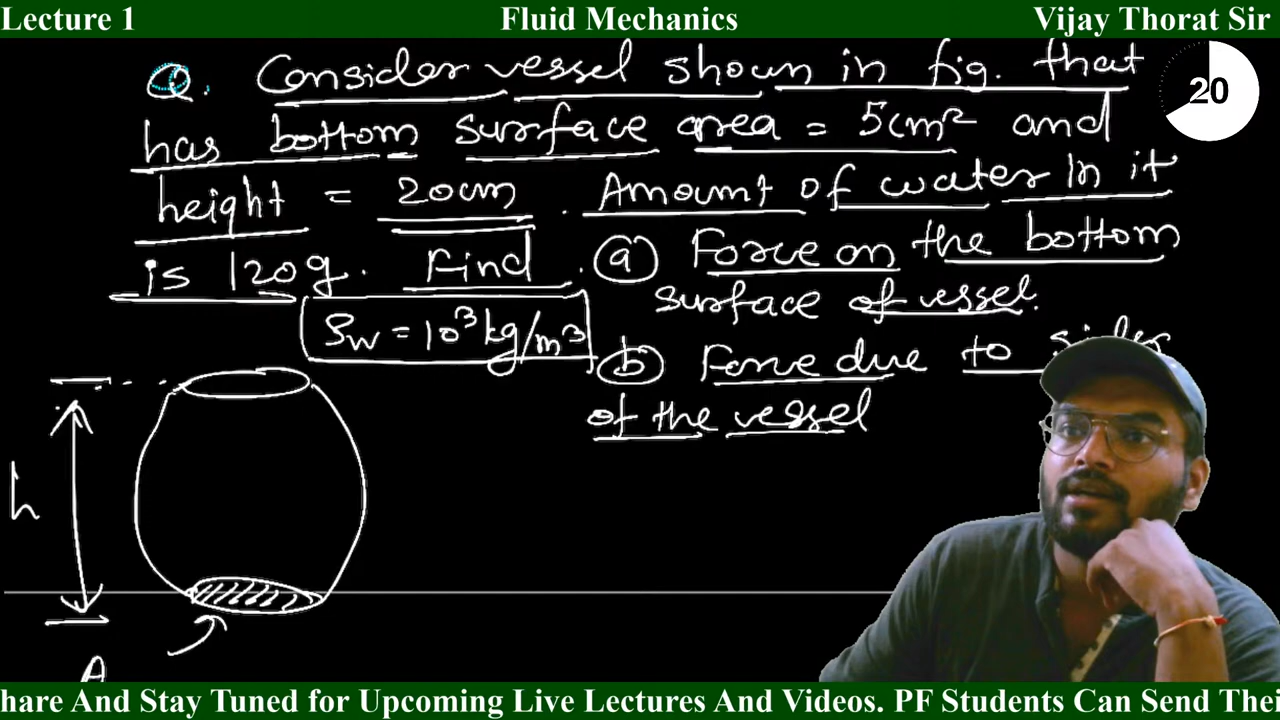 Lecture 1 Fluid Mechanics Vijay Thorat Sir
Q. Consider vessel shown in fig. that
20
has bottom surface area = 5cm² and
height = 20cm. Amount of water In it
is 120g. Find (a) Force on the bottom
surface of vessel.
ρw = 10³ kg/m³
(b) Force due to sides
of the vessel
h
A
hare And Stay Tuned for Upcoming Live Lectures And Videos. PF Students Can Send Thei